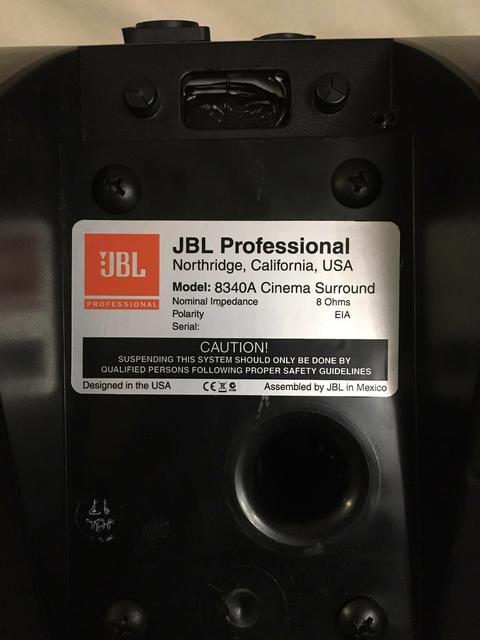 JBL
PROFESSIONAL
JBL Professional
Northridge, California, USA
Model: 8340A Cinema Surround
Nominal Impedance 8 Ohms
Polarity EIA
Serial:
CAUTION!
SUSPENDING THIS SYSTEM SHOULD ONLY BE DONE BY
QUALIFIED PERSONS FOLLOWING PROPER SAFETY GUIDELINES
Designed in the USA CE Assembled by JBL in Mexico